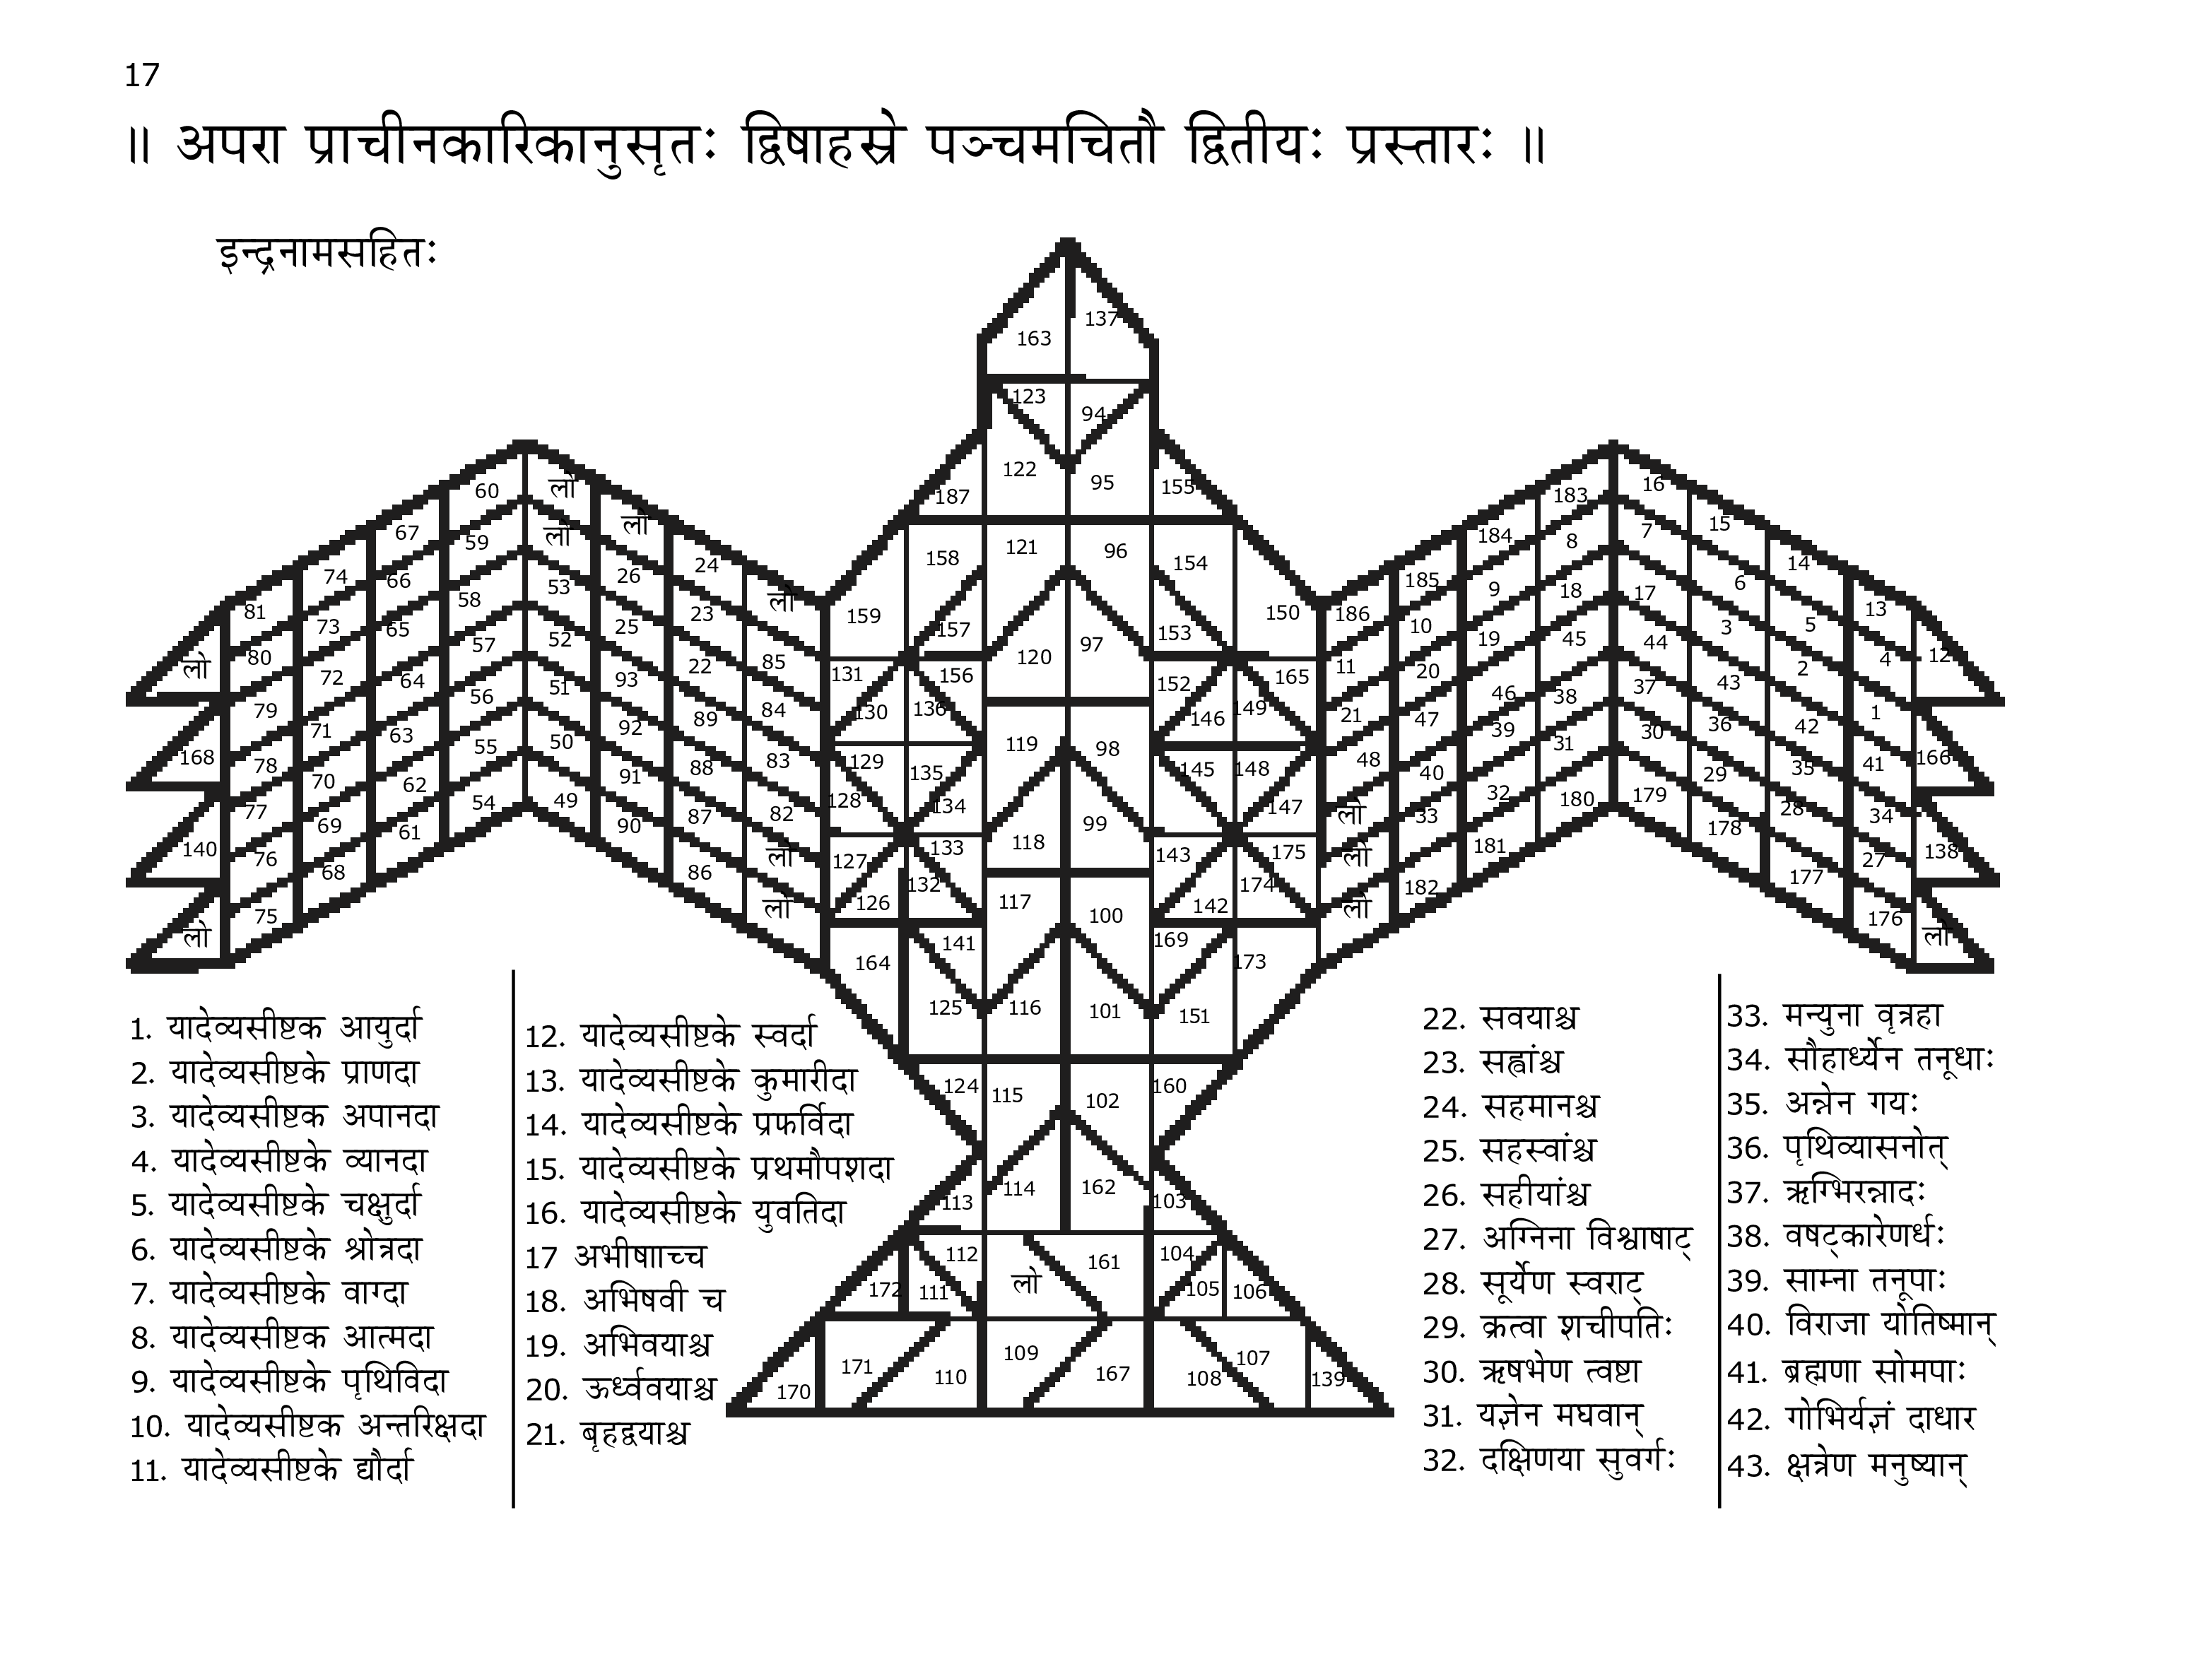 17
॥ अपरा प्राचीनकारिकानुसृतः द्विषाहस्रे पञ्चमचितौ द्वितीयः प्रस्तारः ॥
इन्द्रनामसहितः
163 137
123 94
122 95
187 155
158 121 96 154
159 157 120 97 153 150
131 156 152 165
130 136 146 149
129 135 119 98 145 148
128 134 118 99 147
127 133 143 175
126 132 117 100 142 174
164 141 169 173
125 116 101 151
124 115 102 160
113 114 162 103
172 112 111 लो 161 104 105 106
170 171 110 109 167 108 107 139
लो 168 140 लो
81 80 79 78 77 76 75
74 73 72 71 70 69 68
67 66 65 64 63 62 61
60 59 58 57 56 55 54
लो लो 53 52 51 50 49
लो 26 25 93 92 91 90
24 23 22 89 88 87 86
लो 85 84 83 82 लो लो
186 11 21 48 लो लो लो
185 10 20 47 40 33 182
184 9 19 46 39 32 181
183 8 18 45 38 31 180
16 7 17 44 37 30 179
15 6 3 43 36 29 178
14 5 2 42 35 28 177
13 4 1 41 34 27 176
12 166 138 लो
1. यादेव्यसीष्टक आयुर्दा
2. यादेव्यसीष्टके प्राणदा
3. यादेव्यसीष्टक अपानदा
4. यादेव्यसीष्टके व्यानदा
5. यादेव्यसीष्टके चक्षुर्दा
6. यादेव्यसीष्टके श्रोत्रदा
7. यादेव्यसीष्टके वाग्दा
8. यादेव्यसीष्टक आत्मदा
9. यादेव्यसीष्टके पृथिविदा
10. यादेव्यसीष्टक अन्तरिक्षदा
11. यादेव्यसीष्टके द्यौर्दा
12. यादेव्यसीष्टके स्वर्दा
13. यादेव्यसीष्टके कुमारीदा
14. यादेव्यसीष्टके प्रफर्विदा
15. यादेव्यसीष्टके प्रथमौपशदा
16. यादेव्यसीष्टके युवतिदा
17 अभीषााच्च
18. अभिषवी च
19. अभिवयाश्च
20. ऊर्ध्ववयाश्च
21. बृहद्वयाश्च
22. सवयाश्च
23. सह्वांश्च
24. सहमानश्च
25. सहस्वांश्च
26. सहीयांश्च
27. अग्निना विश्वाषाट्
28. सूर्येण स्वराट्
29. क्रत्वा शचीपतिः
30. ऋषभेण त्वष्टा
31. यज्ञेन मघवान्
32. दक्षिणया सुवर्गः
33. मन्युना वृत्रहा
34. सौहार्ध्येन तनूधाः
35. अन्नेन गयः
36. पृथिव्यासनोत्
37. ऋग्भिरन्नादः
38. वषट्कारेणर्धः
39. साम्ना तनूपाः
40. विराजा योतिष्मान्
41. ब्रह्मणा सोमपाः
42. गोभिर्यज्ञं दाधार
43. क्षत्रेण मनुष्यान्